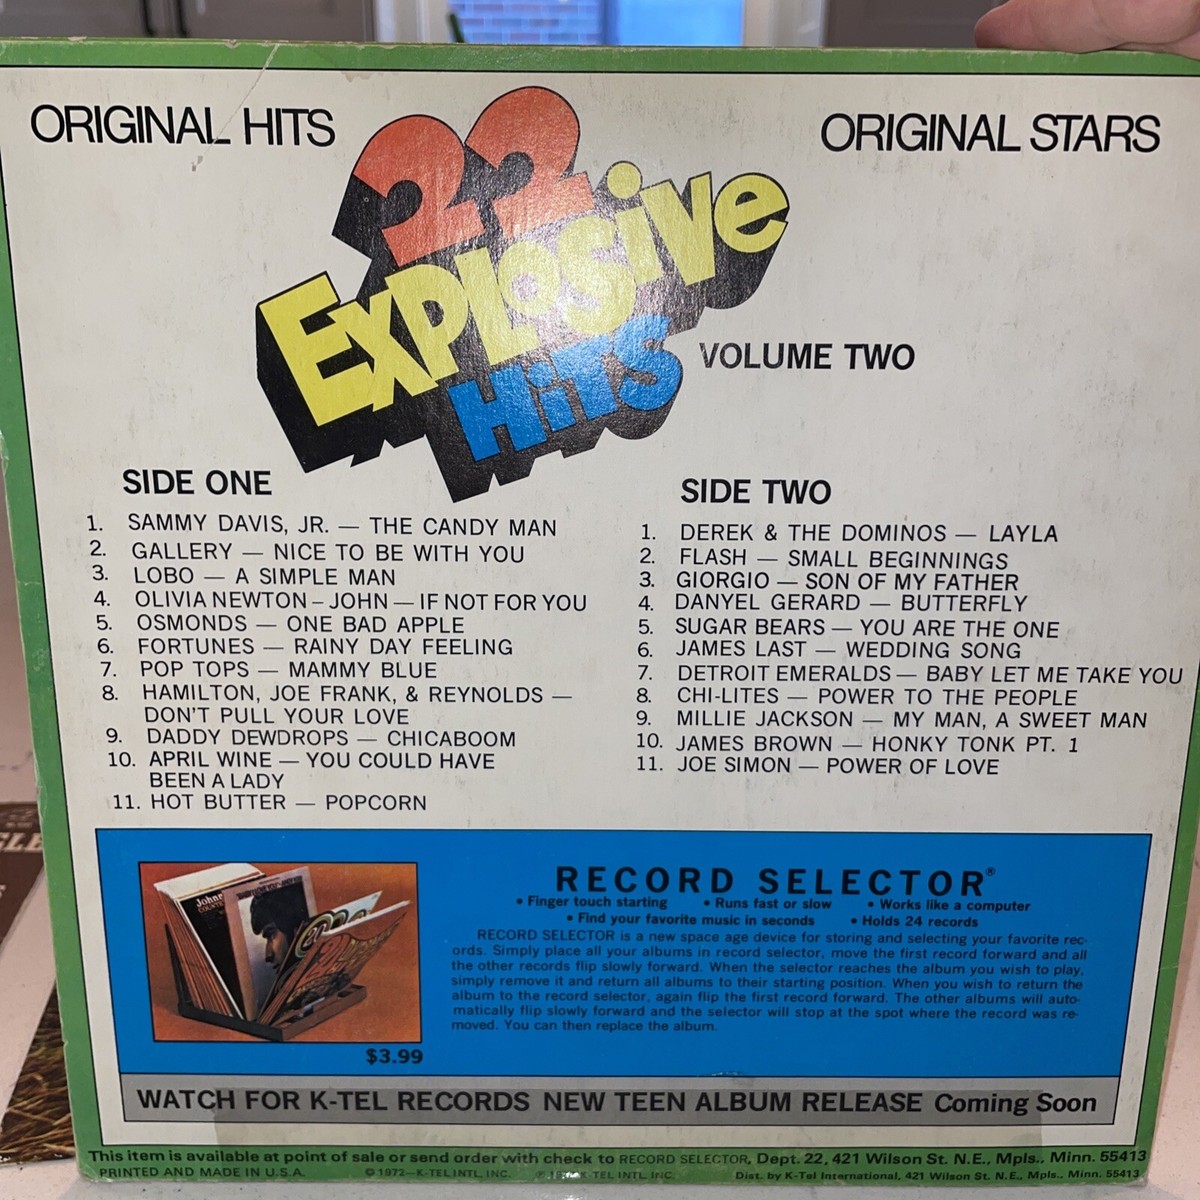 ORIGINAL HITS
ORIGINAL STARS
22
EXPLOSIVE
HITS
VOLUME TWO
SIDE ONE
1. SAMMY DAVIS, JR. — THE CANDY MAN
2. GALLERY — NICE TO BE WITH YOU
3. LOBO — A SIMPLE MAN
4. OLIVIA NEWTON – JOHN — IF NOT FOR YOU
5. OSMONDS — ONE BAD APPLE
6. FORTUNES — RAINY DAY FEELING
7. POP TOPS — MAMMY BLUE
8. HAMILTON, JOE FRANK, & REYNOLDS —
DON'T PULL YOUR LOVE
9. DADDY DEWDROPS — CHICABOOM
10. APRIL WINE — YOU COULD HAVE
BEEN A LADY
11. HOT BUTTER — POPCORN
SIDE TWO
1. DEREK & THE DOMINOS — LAYLA
2. FLASH — SMALL BEGINNINGS
3. GIORGIO — SON OF MY FATHER
4. DANYEL GERARD — BUTTERFLY
5. SUGAR BEARS — YOU ARE THE ONE
6. JAMES LAST — WEDDING SONG
7. DETROIT EMERALDS — BABY LET ME TAKE YOU
8. CHI-LITES — POWER TO THE PEOPLE
9. MILLIE JACKSON — MY MAN, A SWEET MAN
10. JAMES BROWN — HONKY TONK PT. 1
11. JOE SIMON — POWER OF LOVE
Johnny
$3.99
RECORD SELECTOR®
• Finger touch starting • Runs fast or slow • Works like a computer
• Find your favorite music in seconds • Holds 24 records
RECORD SELECTOR is a new space age device for storing and selecting your favorite rec-
ords. Simply place all your albums in record selector, move the first record forward and all
the other records flip slowly forward. When the selector reaches the album you wish to play,
simply remove it and return all albums to their starting position. When you wish to return the
album to the record selector, again flip the first record forward. The other albums will auto-
matically flip slowly forward and the selector will stop at the spot where the record was re-
moved. You can then replace the album.
WATCH FOR K-TEL RECORDS NEW TEEN ALBUM RELEASE Coming Soon
This item is available at point of sale or send order with check to RECORD SELECTOR, Dept. 22, 421 Wilson St. N.E., Mpls., Minn. 55413
PRINTED AND MADE IN U.S.A. © 1972—K-TEL INTL, INC. K-TEL INTL. INC. Dist. by K-Tel International, 421 Wilson St. N.E., Mpls., Minn. 55413